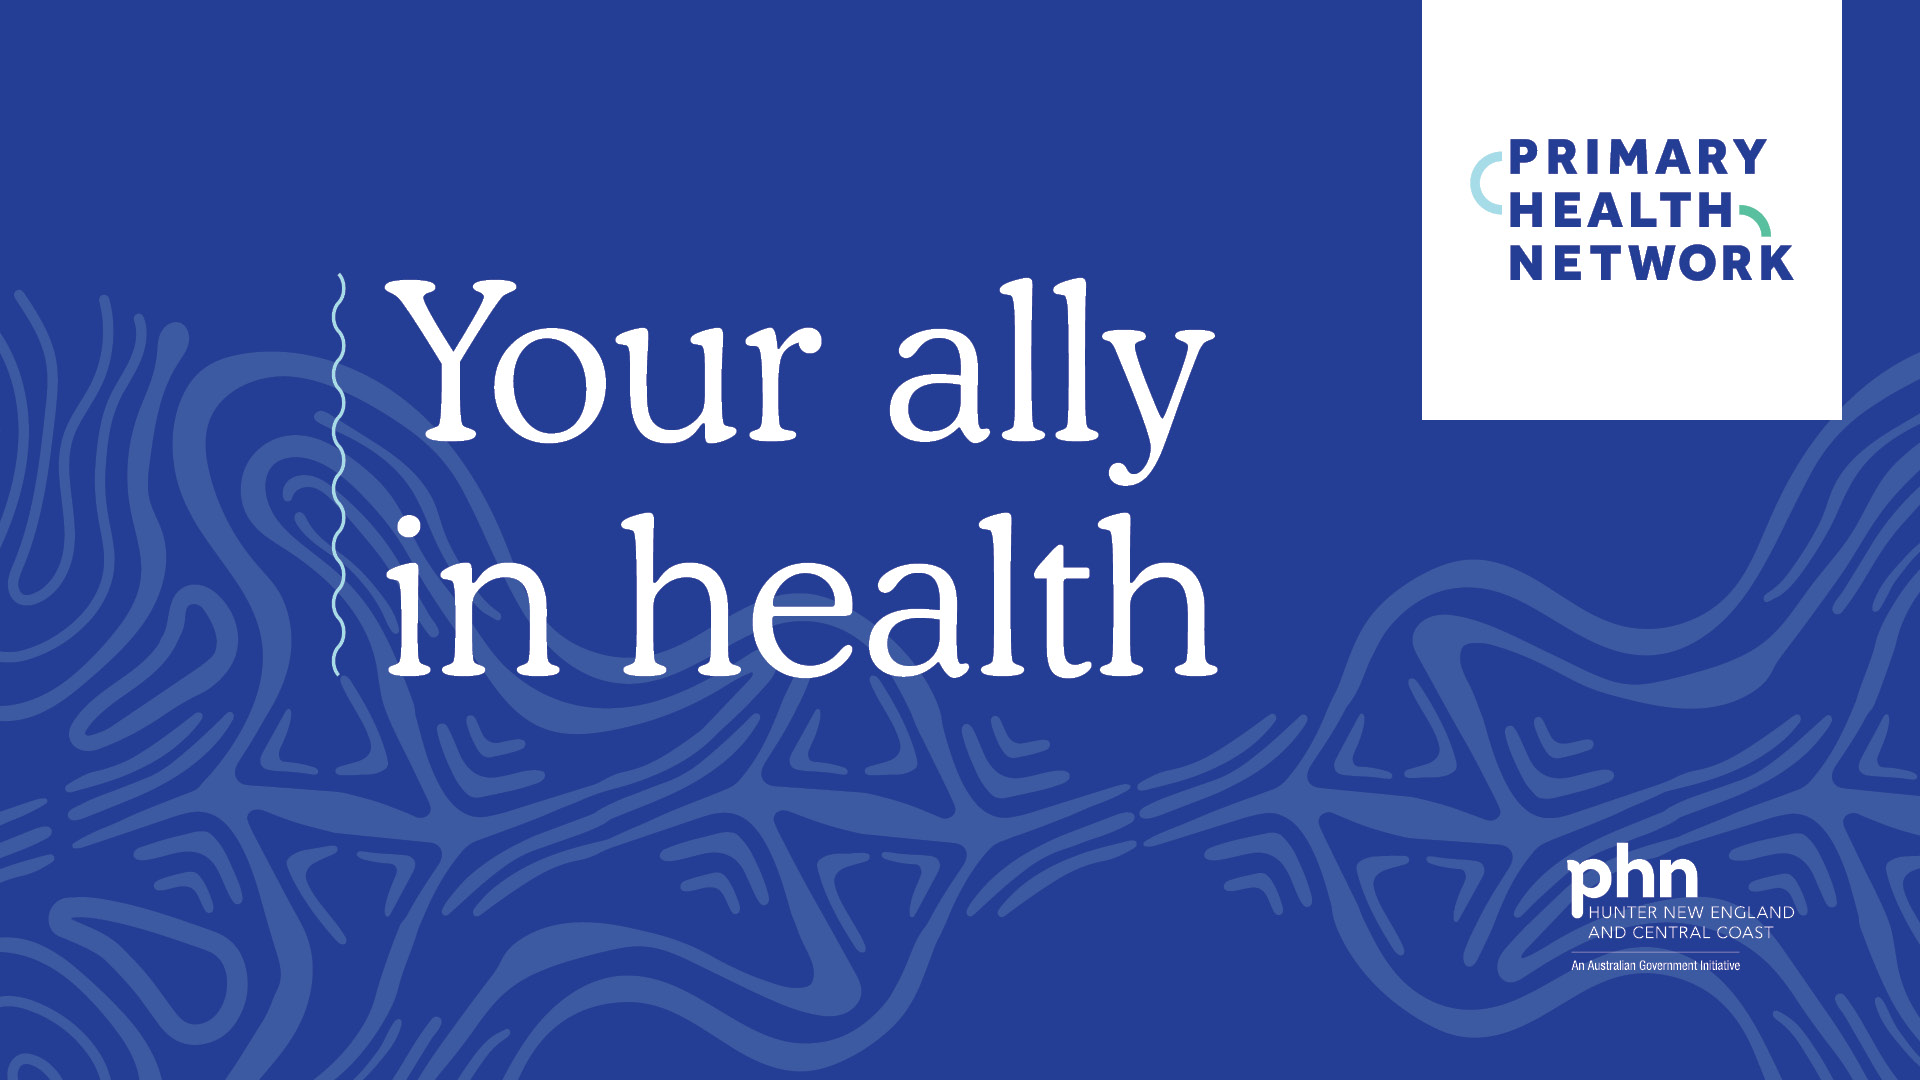 PRIMARY
HEALTH
NETWORK
Your ally
in health
phn
HUNTER NEW ENGLAND
AND CENTRAL COAST
An Australian Government Initiative